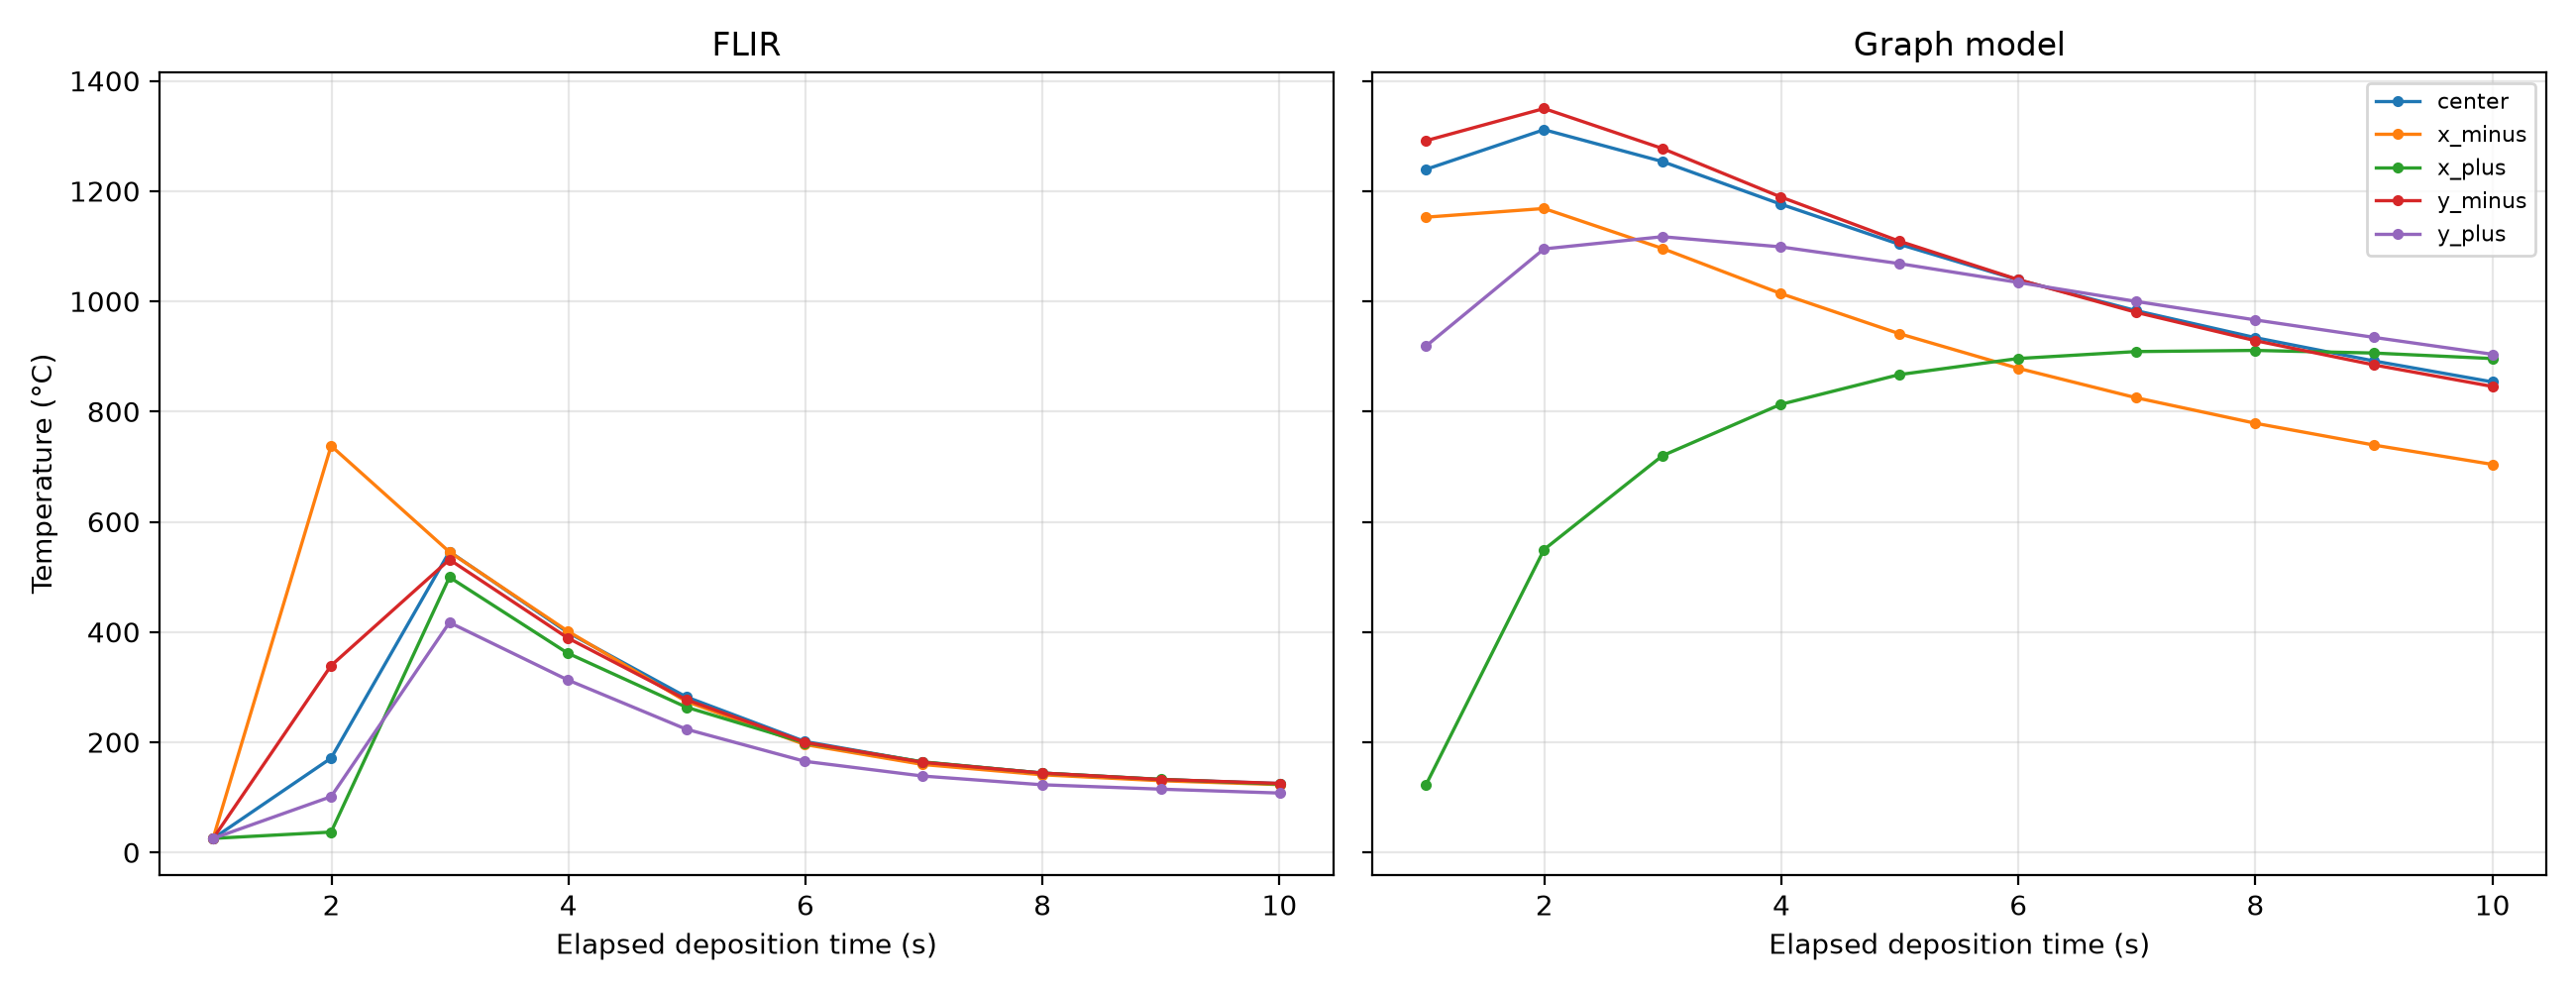 FLIR
Graph model
Temperature (°C)
1400
1200
1000
800
600
400
200
0
2 4 6 8 10
Elapsed deposition time (s)
2 4 6 8 10
Elapsed deposition time (s)
center
x_minus
x_plus
y_minus
y_plus